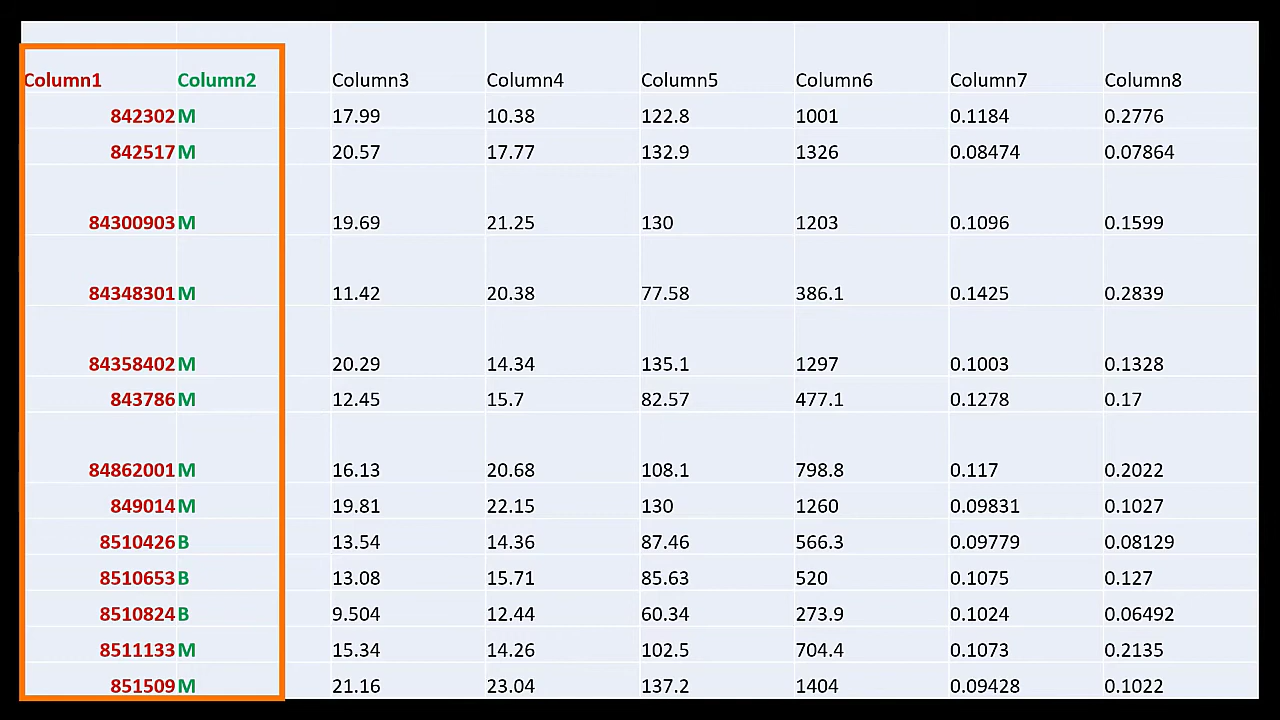 Column1 Column2 Column3 Column4 Column5 Column6 Column7 Column8
842302 M 17.99 10.38 122.8 1001 0.1184 0.2776
842517 M 20.57 17.77 132.9 1326 0.08474 0.07864
84300903 M 19.69 21.25 130 1203 0.1096 0.1599
84348301 M 11.42 20.38 77.58 386.1 0.1425 0.2839
84358402 M 20.29 14.34 135.1 1297 0.1003 0.1328
843786 M 12.45 15.7 82.57 477.1 0.1278 0.17
84862001 M 16.13 20.68 108.1 798.8 0.117 0.2022
849014 M 19.81 22.15 130 1260 0.09831 0.1027
8510426 B 13.54 14.36 87.46 566.3 0.09779 0.08129
8510653 B 13.08 15.71 85.63 520 0.1075 0.127
8510824 B 9.504 12.44 60.34 273.9 0.1024 0.06492
8511133 M 15.34 14.26 102.5 704.4 0.1073 0.2135
851509 M 21.16 23.04 137.2 1404 0.09428 0.1022